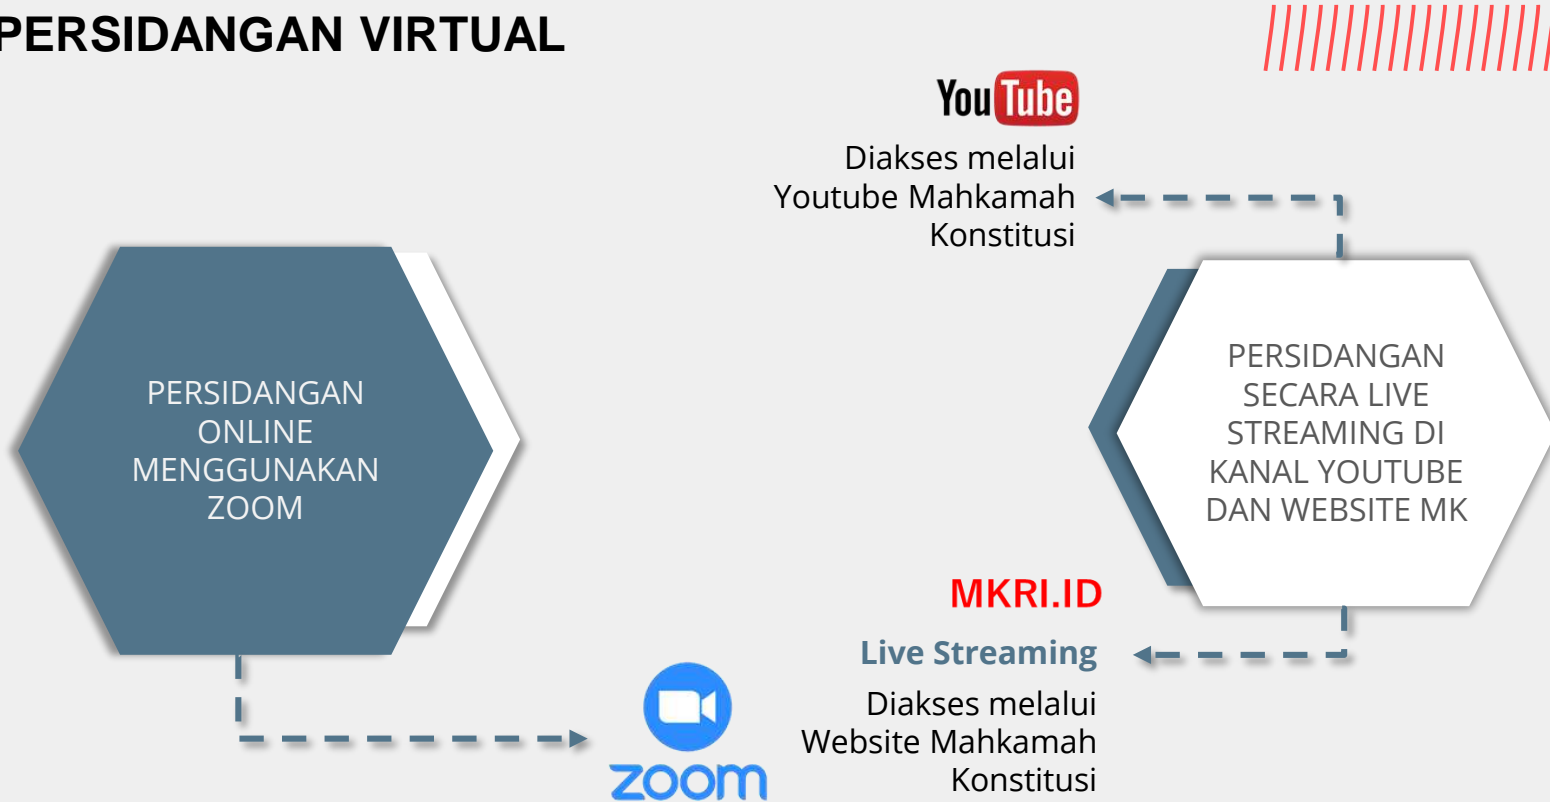 PERSIDANGAN VIRTUAL
YouTube
Diakses melalui
Youtube Mahkamah
Konstitusi
PERSIDANGAN
ONLINE
MENGGUNAKAN
ZOOM
PERSIDANGAN
SECARA LIVE
STREAMING DI
KANAL YOUTUBE
DAN WEBSITE MK
MKRI.ID
Live Streaming
Diakses melalui
Website Mahkamah
Konstitusi
zoom